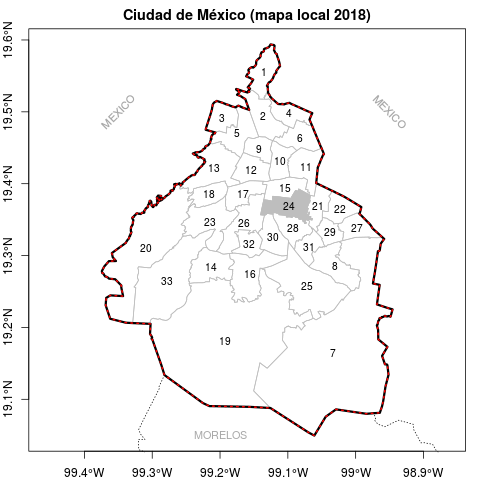 Ciudad de México (mapa local 2018)
19.6°N
19.5°N
19.4°N
19.3°N
19.2°N
19.1°N
MEXICO
MEXICO
1
2
3
4
5
6
9
10
11
12
13
15
17
18
24
21
22
23
26
28
29
27
30
32
31
20
14
16
8
33
25
19
7
MORELOS
99.4°W
99.3°W
99.2°W
99.1°W
99°W
98.9°W